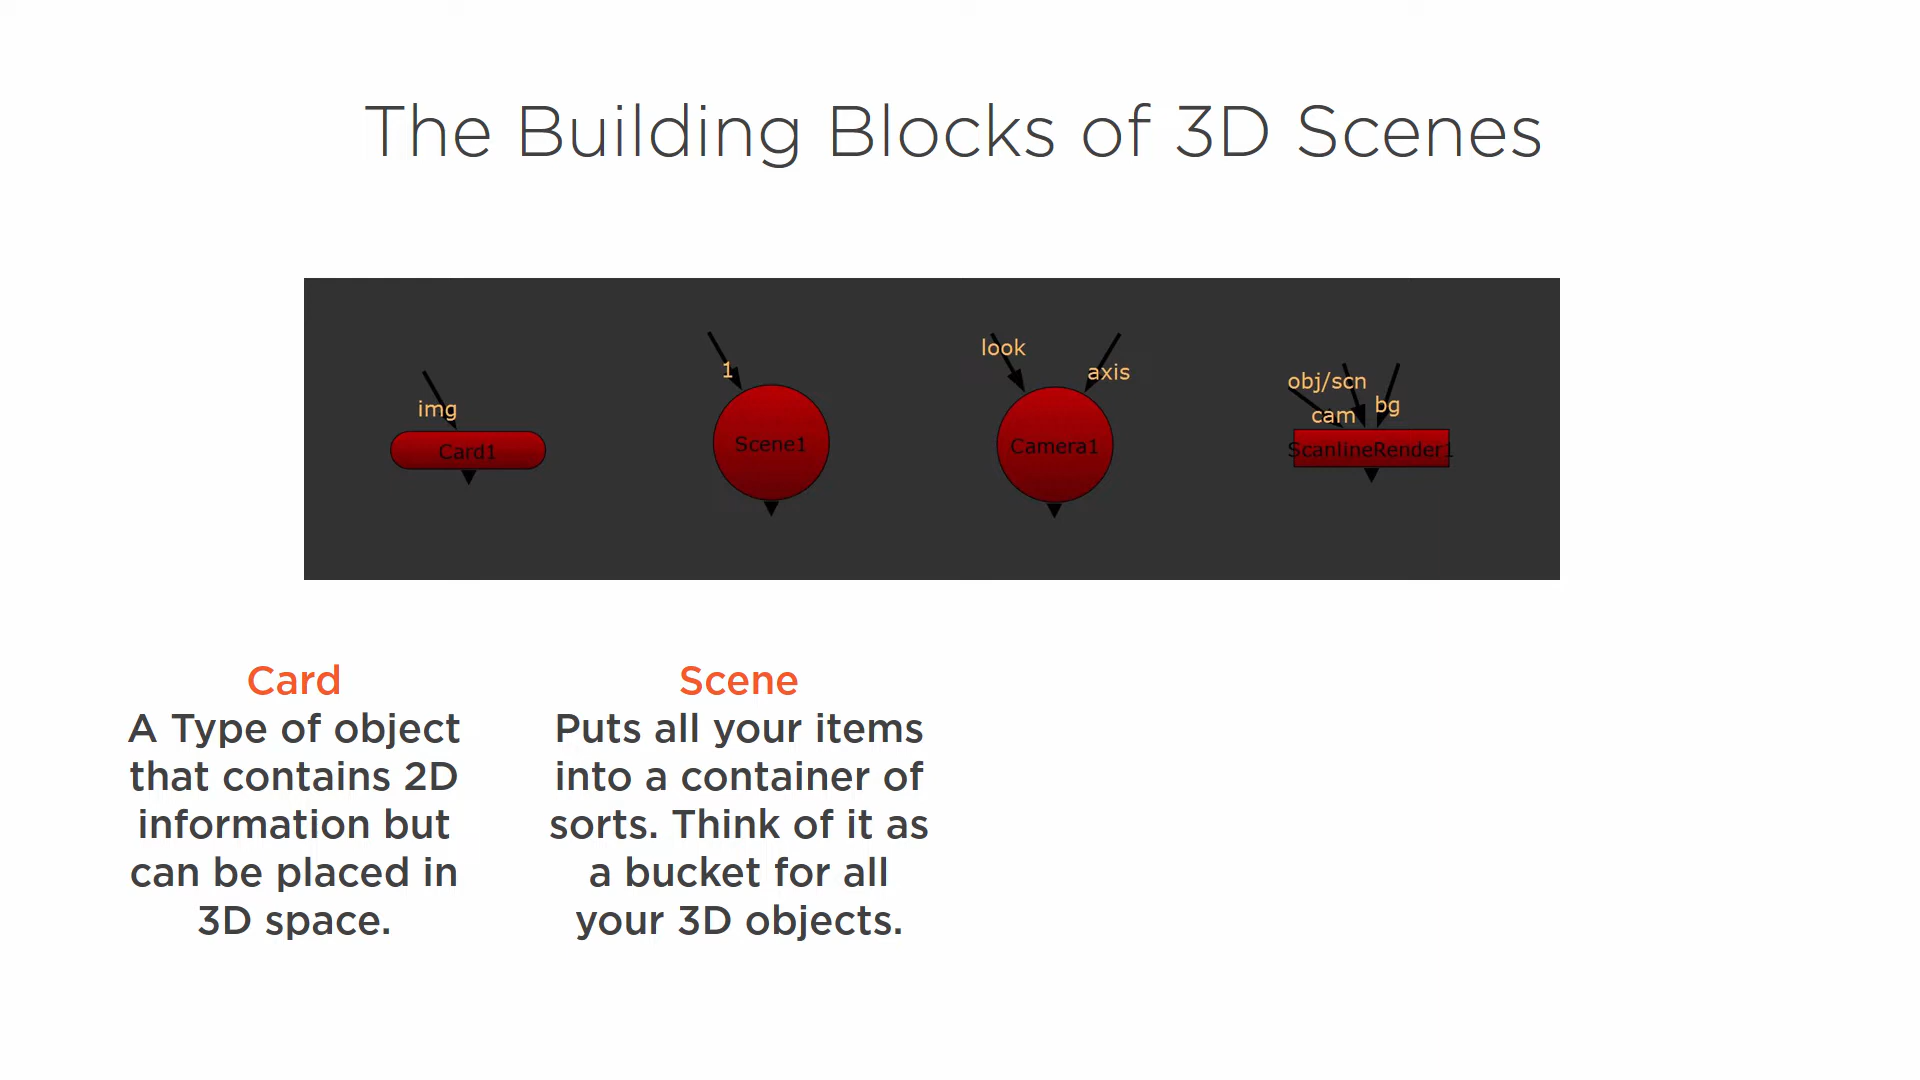 The Building Blocks of 3D Scenes
img
Card1
1
Scene1
look
axis
Camera1
obj/scn
cam
bg
ScanlineRender1
Card
A Type of object
that contains 2D
information but
can be placed in
3D space.
Scene
Puts all your items
into a container of
sorts. Think of it as
a bucket for all
your 3D objects.